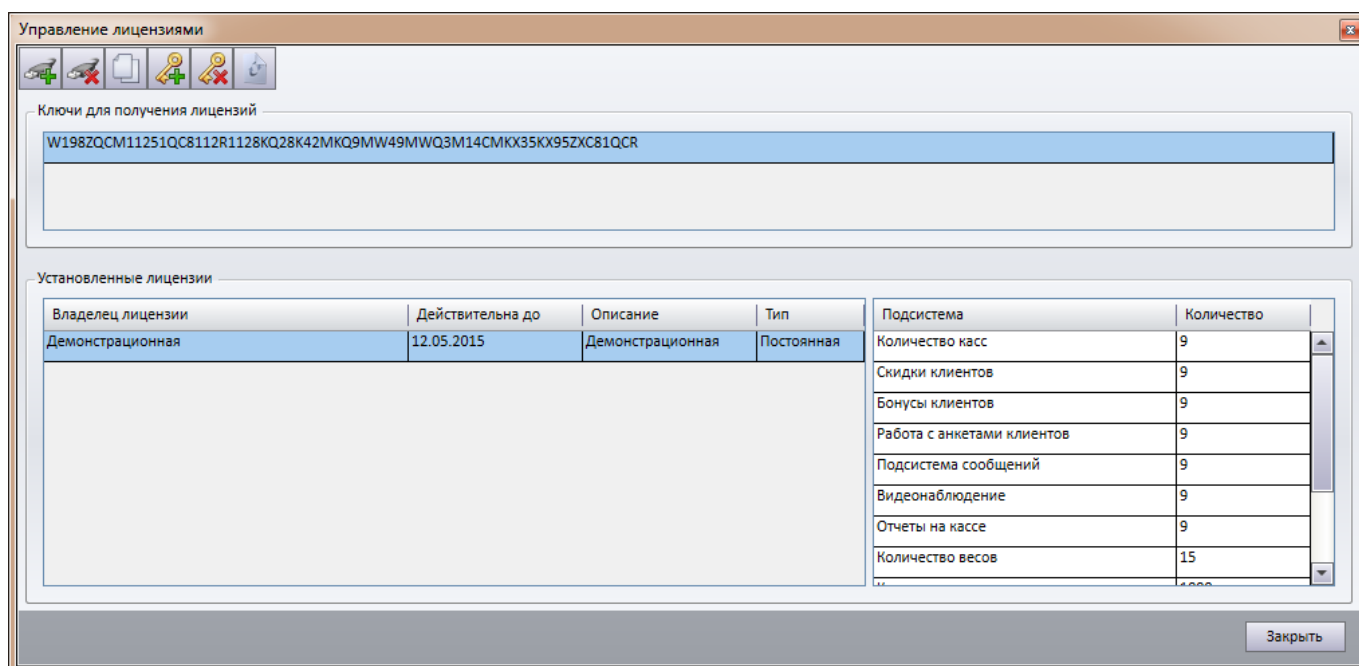 Управление лицензиями
Ключи для получения лицензий
W198ZQCM11251QC8112R1128KQ28K42MKQ9MW49MWQ3M14CMKX35KX95ZXC81QCR
Установленные лицензии
Владелец лицензии Действительна до Описание Тип
Демонстрационная 12.05.2015 Демонстрационная Постоянная
Подсистема Количество
Количество касс 9
Скидки клиентов 9
Бонусы клиентов 9
Работа с анкетами клиентов 9
Подсистема сообщений 9
Видеонаблюдение 9
Отчеты на кассе 9
Количество весов 15
Закрыть